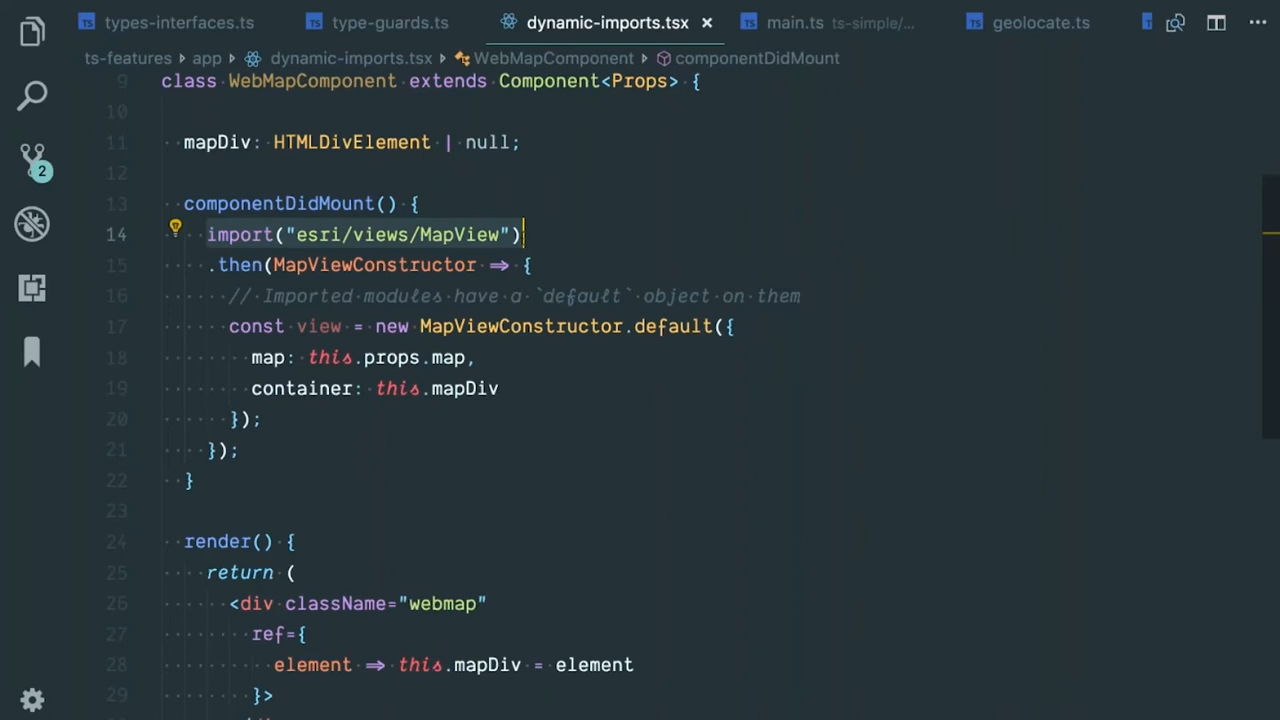 TS types-interfaces.ts TS type-guards.ts dynamic-imports.tsx × TS main.ts ts-simple/... TS geolocate.ts
ts-features › app › dynamic-imports.tsx › WebMapComponent › componentDidMount
9 class WebMapComponent extends Component<Props> {
10
11 mapDiv: HTMLDivElement | null;
12
13 componentDidMount() {
14 import("esri/views/MapView")
15 .then(MapViewConstructor => {
16 // Imported modules have a `default` object on them
17 const view = new MapViewConstructor.default({
18 map: this.props.map,
19 container: this.mapDiv
20 });
21 });
22 }
23
24 render() {
25 return (
26 <div className="webmap"
27 ref={
28 element => this.mapDiv = element
29 }>
2